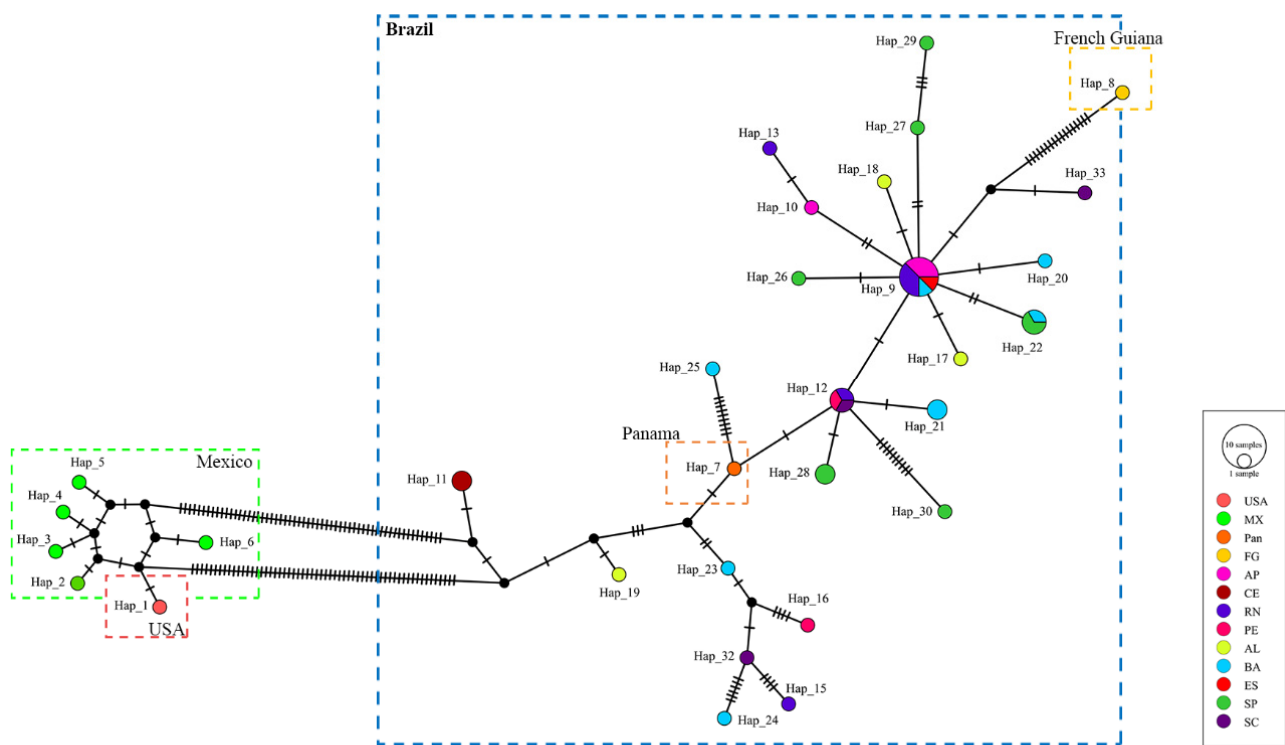 Brazil
Hap_29
French Guiana
Hap_8
Hap_27
Hap_13
Hap_18
Hap_33
Hap_10
Hap_20
Hap_26
Hap_9
Hap_22
Hap_17
Hap_25
Hap_12
Hap_21
Panama
Hap_7
Hap_28
Hap_30
Mexico
Hap_5
Hap_4
Hap_3
Hap_6
Hap_2
Hap_1
USA
Hap_11
Hap_19
Hap_23
Hap_16
Hap_32
Hap_15
Hap_24
10 samples
1 sample
USA
MX
Pan
FG
AP
CE
RN
PE
AL
BA
ES
SP
SC